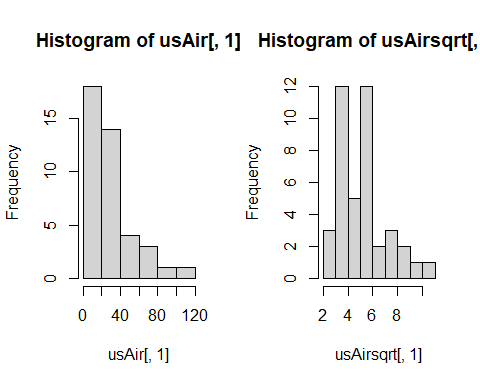 Histogram of usAir[, 1]
Frequency
0 5 10 15
0 40 80 120
usAir[, 1]
Histogram of usAirsqrt[,
Frequency
0 2 4 6 8 10 12
2 4 6 8
usAirsqrt[, 1]